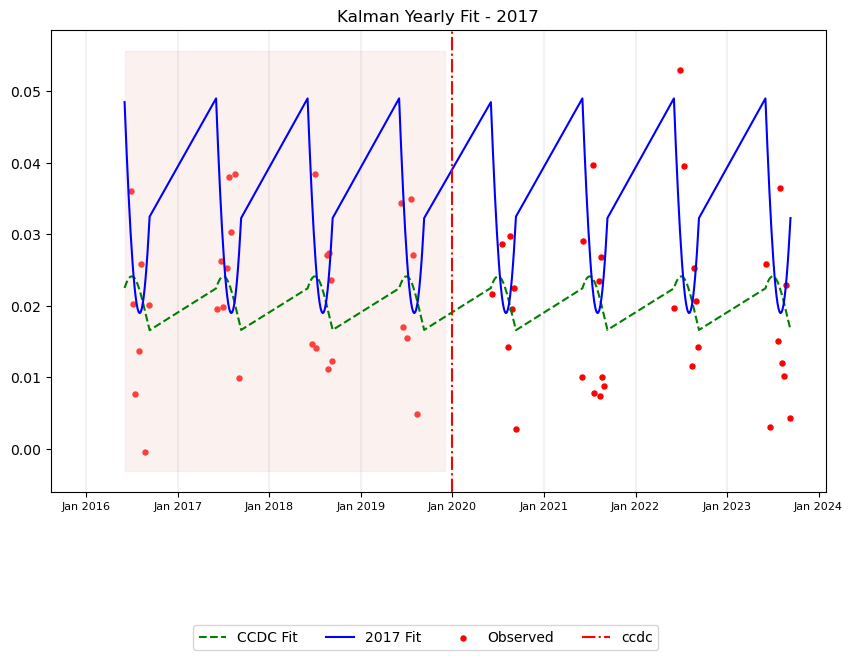 Kalman Yearly Fit - 2017
0.05
0.04
0.03
0.02
0.01
0.00
Jan 2016 Jan 2017 Jan 2018 Jan 2019 Jan 2020 Jan 2021 Jan 2022 Jan 2023 Jan 2024
CCDC Fit 2017 Fit Observed ccdc